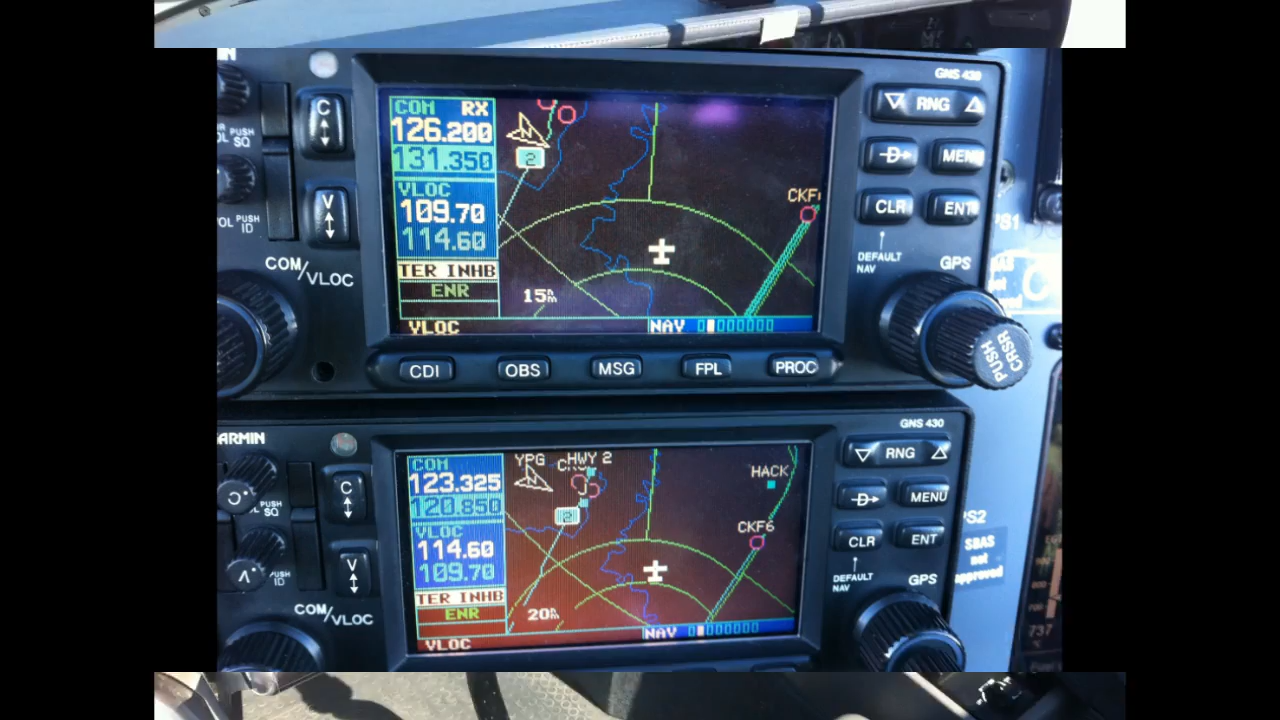 GNS 430
COM RX
126.200
131.350
VLOC
109.70
114.60
TER INHB
ENR
VLOC
15
CKF
NAV
C
V
PUSH
SQ
PUSH
ID
COM/VLOC
RNG
D
MENU
CLR
ENT
DEFAULT
NAV
GPS
PUSH
CRSR
CDI
OBS
MSG
FPL
PROC
ARMIN
GNS 430
COM
123.325
120.850
VLOC
114.60
109.70
TER INHB
ENR
VLOC
YPG
HWY 2
2
HACK
CKF6
20
NAV
C
V
PUSH
SQ
PUSH
ID
COM/VLOC
RNG
D
MENU
CLR
ENT
DEFAULT
NAV
GPS
SBAS
not
approved
737